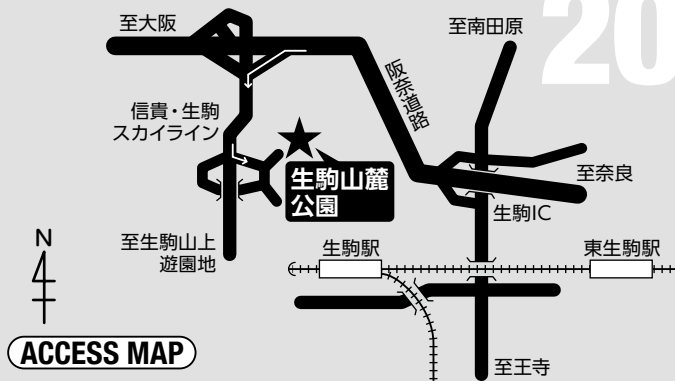 20
至大阪
至南田原
阪奈道路
信貴・生駒
スカイライン
生駒山麓
公園
至奈良
生駒IC
至生駒山上
遊園地
生駒駅
東生駒駅
N
ACCESS MAP
至王寺